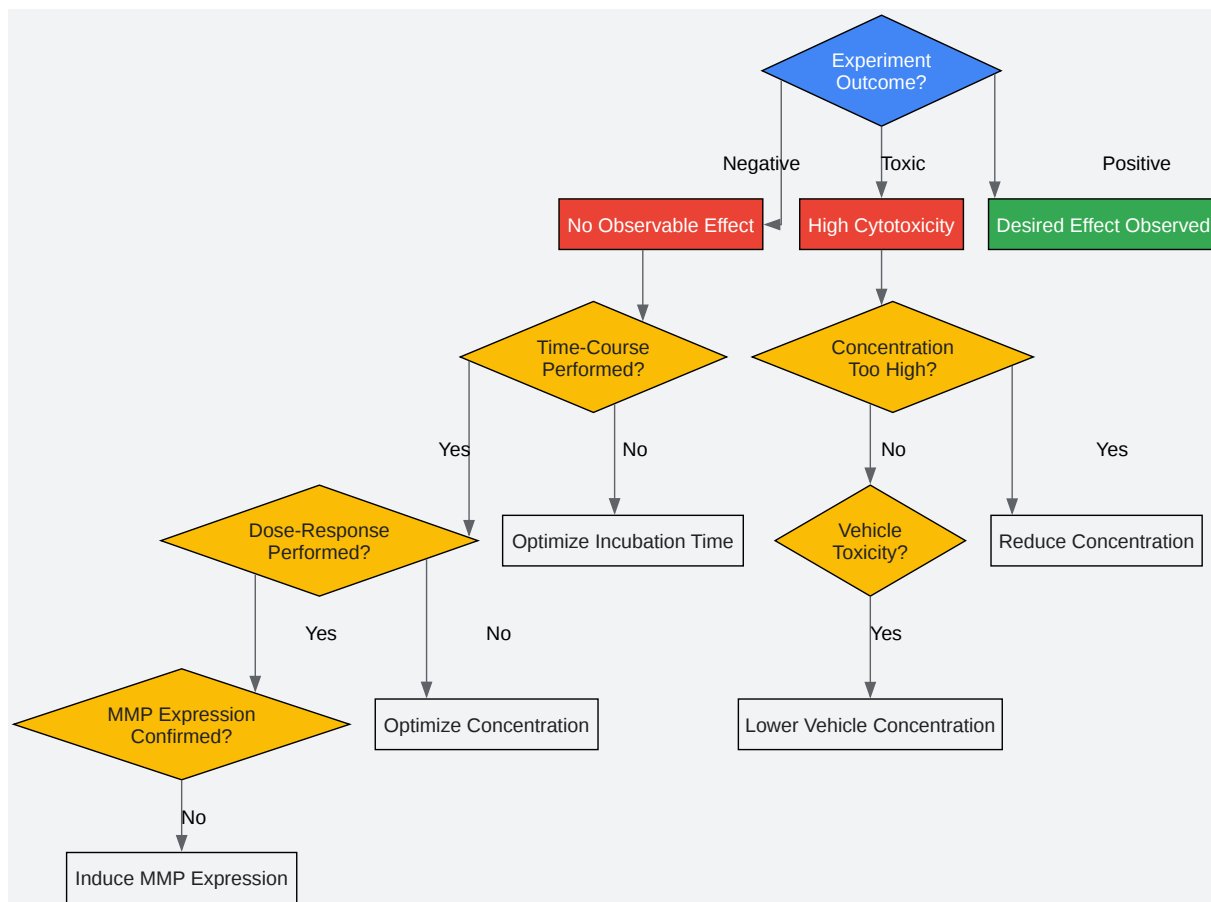 Experiment
Outcome?
Negative
Toxic
Positive
No Observable Effect
High Cytotoxicity
Desired Effect Observed
Time-Course
Performed?
Concentration
Too High?
Yes
No
No
Yes
Dose-Response
Performed?
Optimize Incubation Time
Vehicle
Toxicity?
Reduce Concentration
Yes
No
Yes
MMP Expression
Confirmed?
Optimize Concentration
Lower Vehicle Concentration
No
Induce MMP Expression